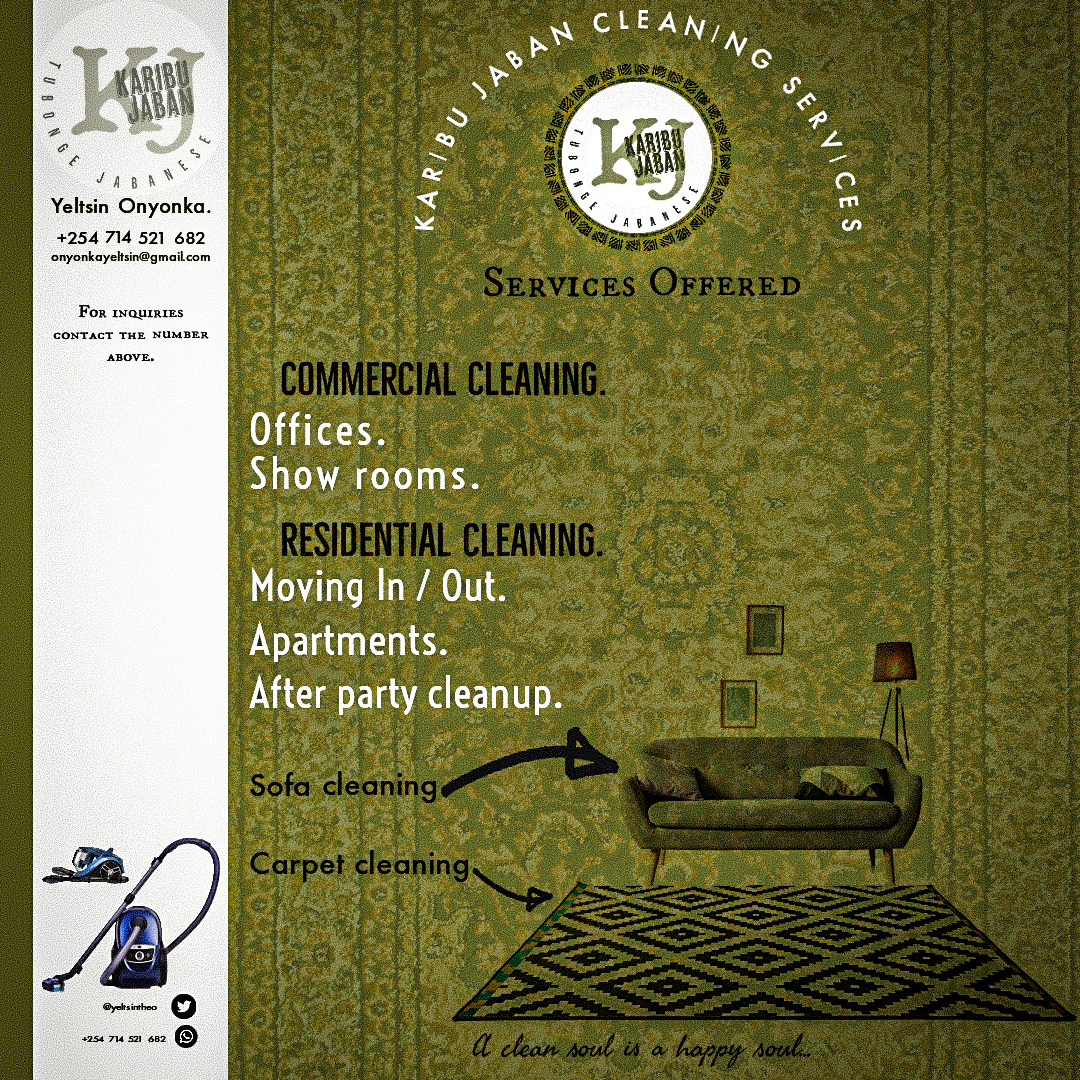 KJ
KARIBU
JABAN
TUBONGE JABANESE
Yeltsin Onyonka.
+254 714 521 682
onyonkayeltsin@gmail.com
For inquiries
contact the number
above.
@yeltsintheo
+254 714 521 682
KARIBU JABAN CLEANING SERVICES
KJ
KARIBU
JABAN
TUBONGE JABANESE
Services Offered
COMMERCIAL CLEANING.
Offices.
Show rooms.
RESIDENTIAL CLEANING.
Moving In / Out.
Apartments.
After party cleanup.
Sofa cleaning
Carpet cleaning
A clean soul is a happy soul...